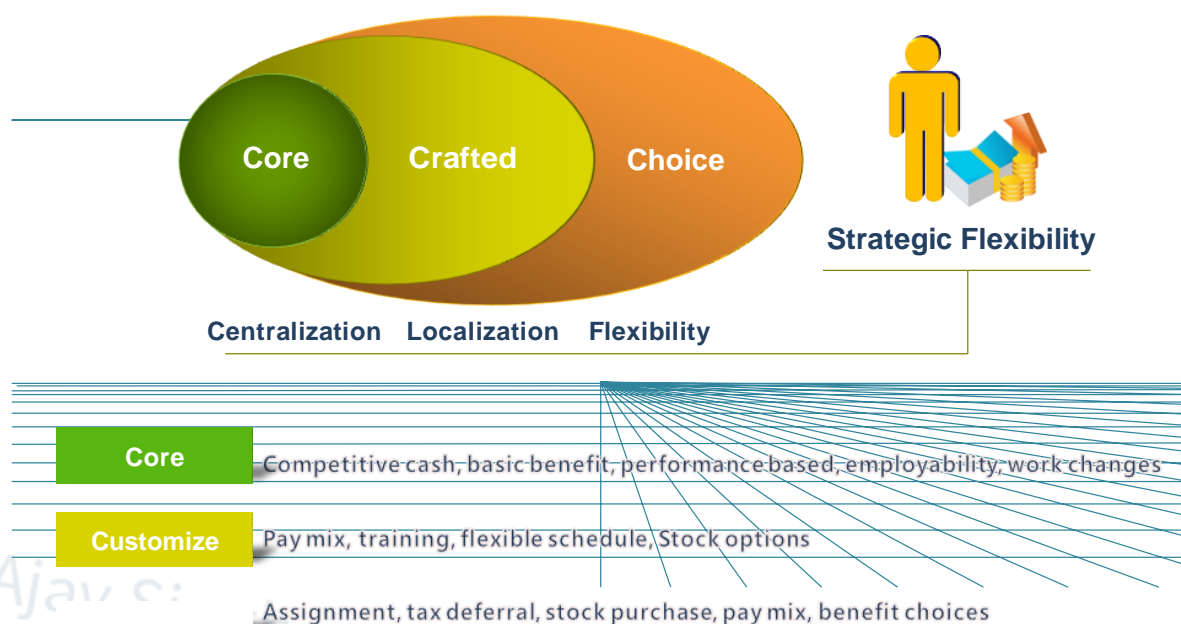 Core Crafted Choice
Strategic Flexibility
Centralization Localization Flexibility
Core
Competitive cash, basic benefit, performance based, employability, work changes
Customize
Pay mix, training, flexible schedule, Stock options
Ajay
Assignment, tax deferral, stock purchase, pay mix, benefit choices